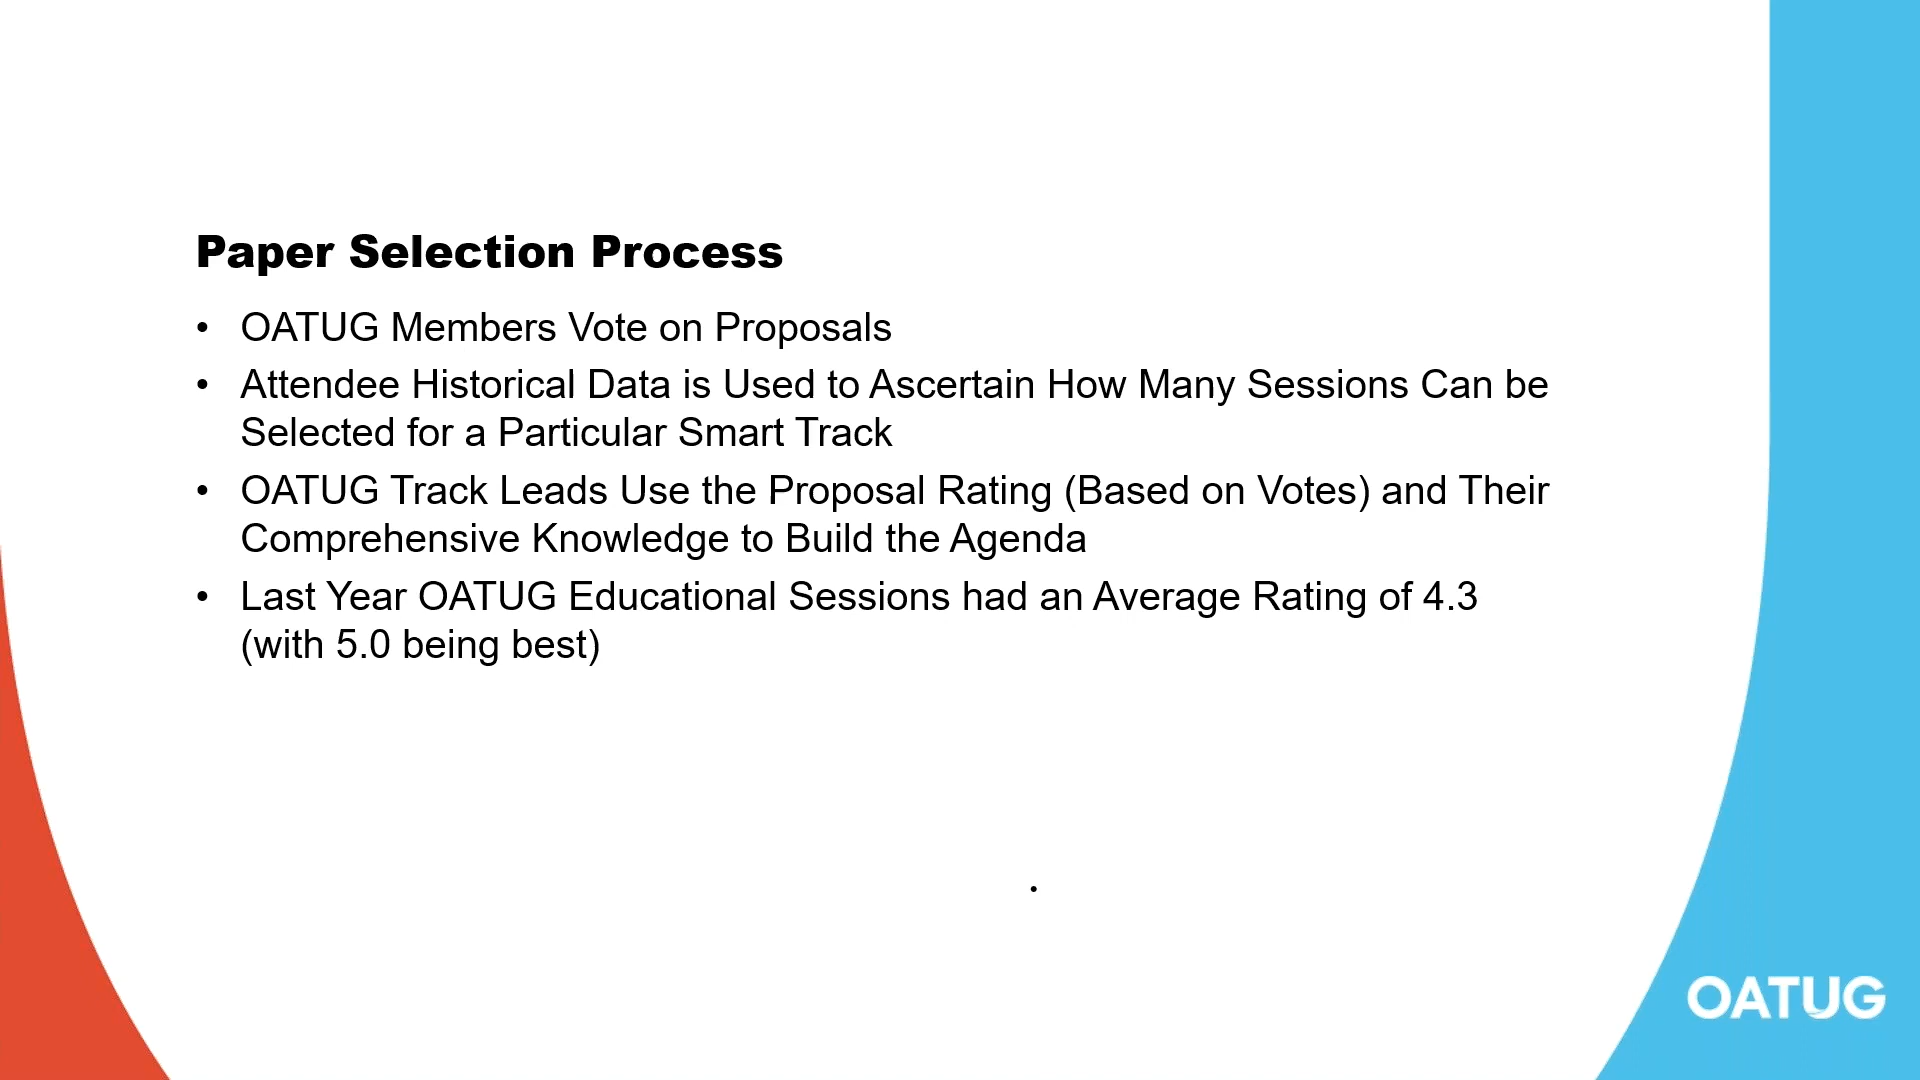 Paper Selection Process
• OATUG Members Vote on Proposals
• Attendee Historical Data is Used to Ascertain How Many Sessions Can be
Selected for a Particular Smart Track
• OATUG Track Leads Use the Proposal Rating (Based on Votes) and Their
Comprehensive Knowledge to Build the Agenda
• Last Year OATUG Educational Sessions had an Average Rating of 4.3
(with 5.0 being best)
.
OATUG